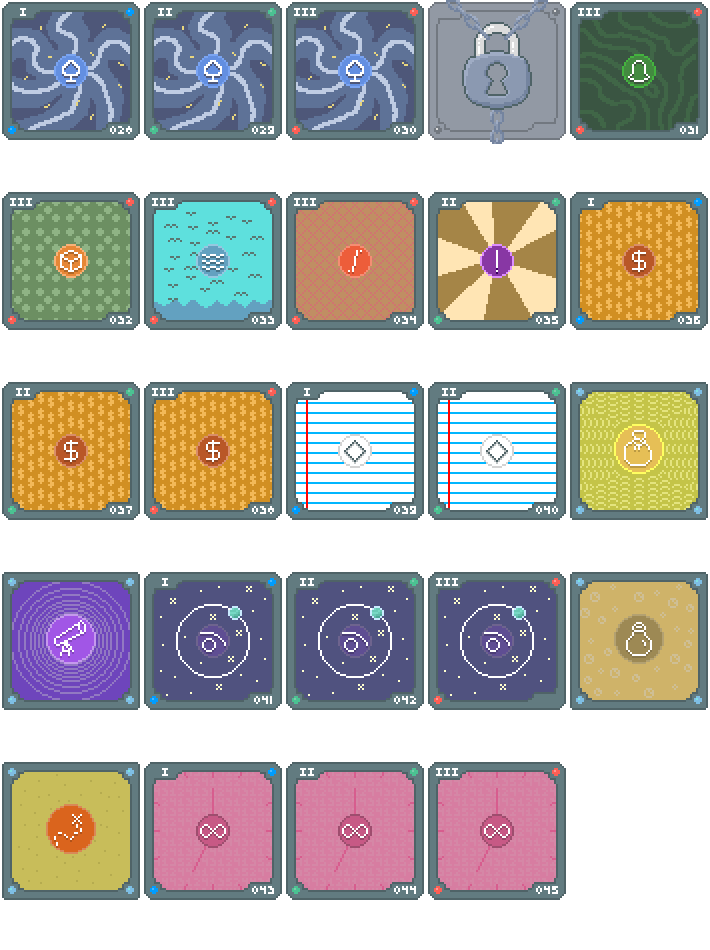 I II III III
028 029 030 031
III III III II I
! $
032 033 034 035 036
II III I II
$ $
037 038 039 040
I II III
041 042
I II III
∞ ∞ ∞
043 044 045